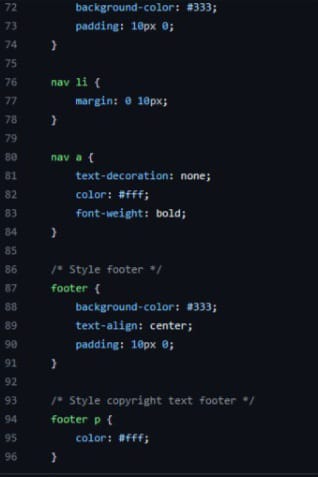 72 background-color: #333;
73 padding: 10px 0;
74 }
75
76 nav li {
77 margin: 0 10px;
78 }
79
80 nav a {
81 text-decoration: none;
82 color: #fff;
83 font-weight: bold;
84 }
85
86 /* Style footer */
87 footer {
88 background-color: #333;
89 text-align: center;
90 padding: 10px 0;
91 }
92
93 /* Style copyright text footer */
94 footer p {
95 color: #fff;
96 }